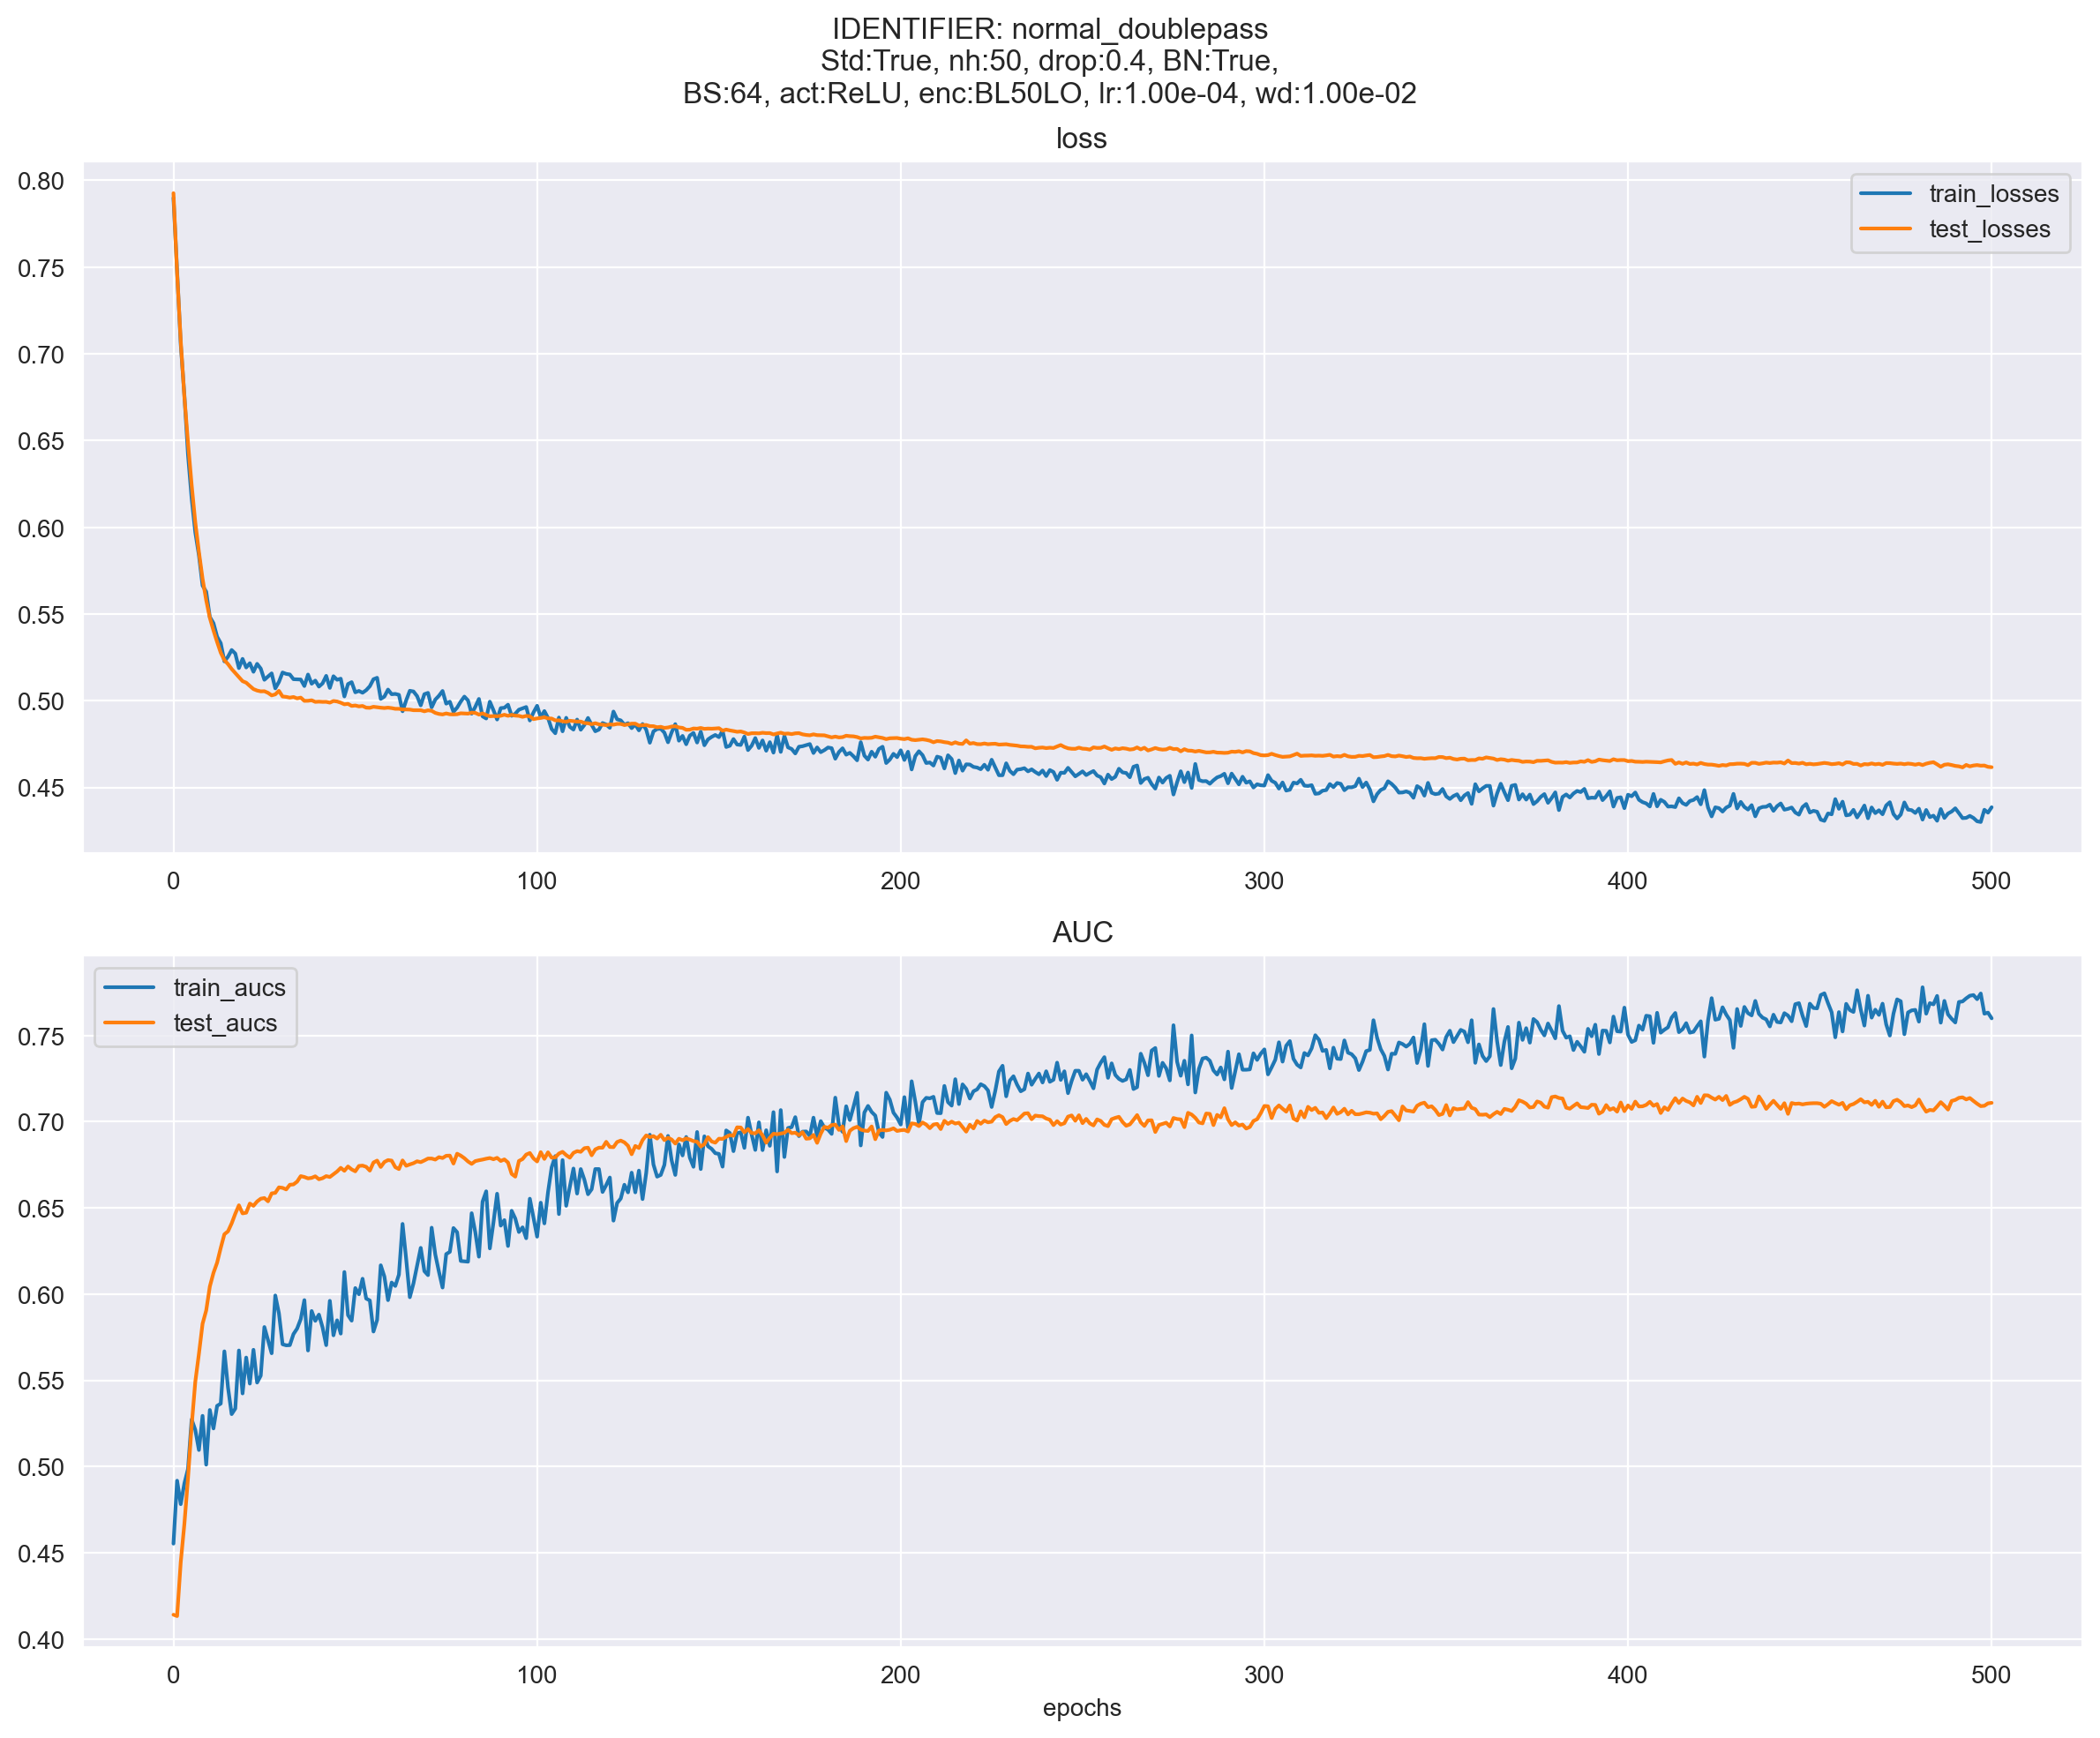 IDENTIFIER: normal_doublepass
Std:True, nh:50, drop:0.4, BN:True,
BS:64, act:ReLU, enc:BL50LO, lr:1.00e-04, wd:1.00e-02
loss
0.80
0.75
0.70
0.65
0.60
0.55
0.50
0.45
train_losses
test_losses
0 100 200 300 400 500
AUC
train_aucs
test_aucs
0.75
0.70
0.65
0.60
0.55
0.50
0.45
0.40
0 100 200 300 400 500
epochs